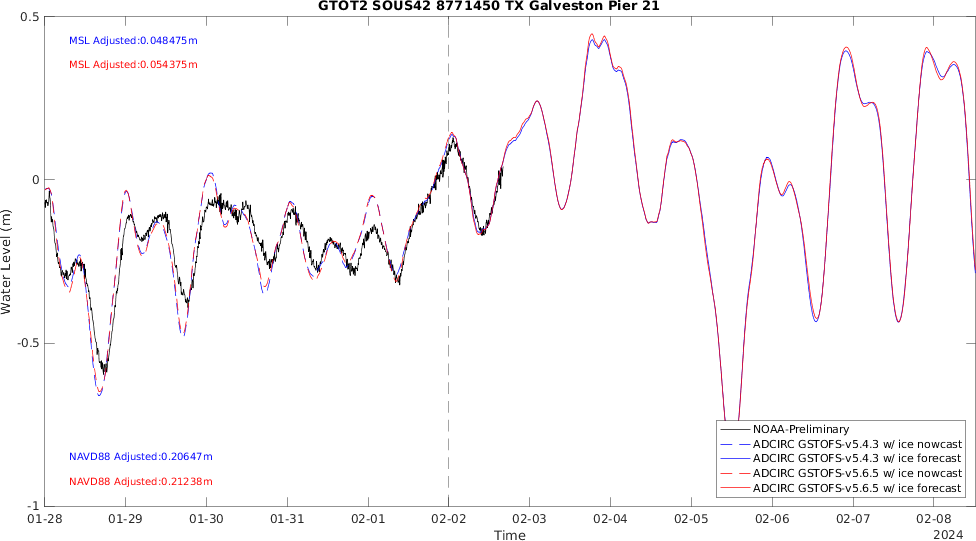 GTOT2 SOUS42 8771450 TX Galveston Pier 21
0.5
MSL Adjusted:0.048475m
MSL Adjusted:0.054375m
0
Water Level (m)
-0.5
NAVD88 Adjusted:0.20647m
NAVD88 Adjusted:0.21238m
-1
NOAA-Preliminary
ADCIRC GSTOFS-v5.4.3 w/ ice nowcast
ADCIRC GSTOFS-v5.4.3 w/ ice forecast
ADCIRC GSTOFS-v5.6.5 w/ ice nowcast
ADCIRC GSTOFS-v5.6.5 w/ ice forecast
01-28 01-29 01-30 01-31 02-01 02-02 02-03 02-04 02-05 02-06 02-07 02-08
Time
2024